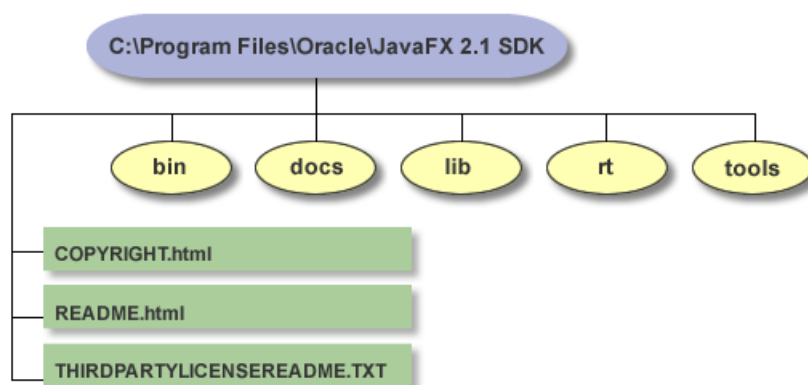 C:\Program Files\Oracle\JavaFX 2.1 SDK
bin
docs
lib
rt
tools
COPYRIGHT.html
README.html
THIRDPARTYLICENSEREADME.TXT